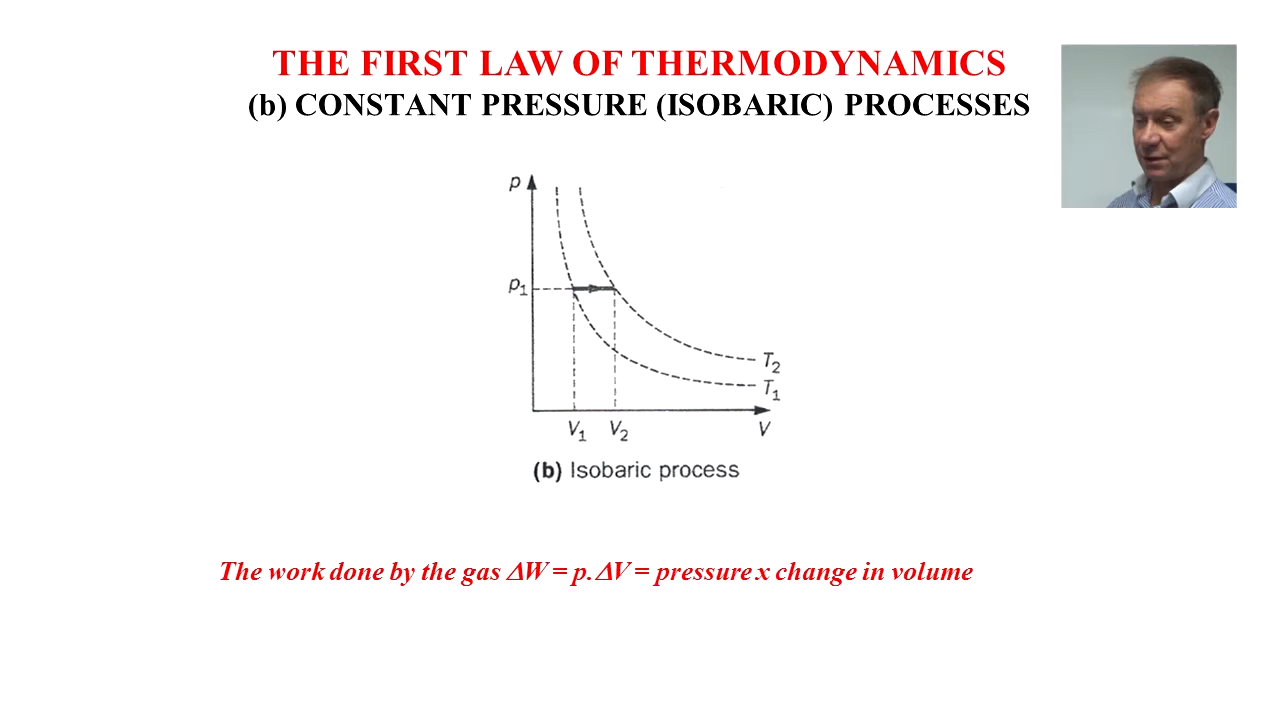 THE FIRST LAW OF THERMODYNAMICS
(b) CONSTANT PRESSURE (ISOBARIC) PROCESSES
p
p₁
T₂
T₁
V₁ V₂ V
(b) Isobaric process
The work done by the gas ΔW = p.ΔV = pressure x change in volume